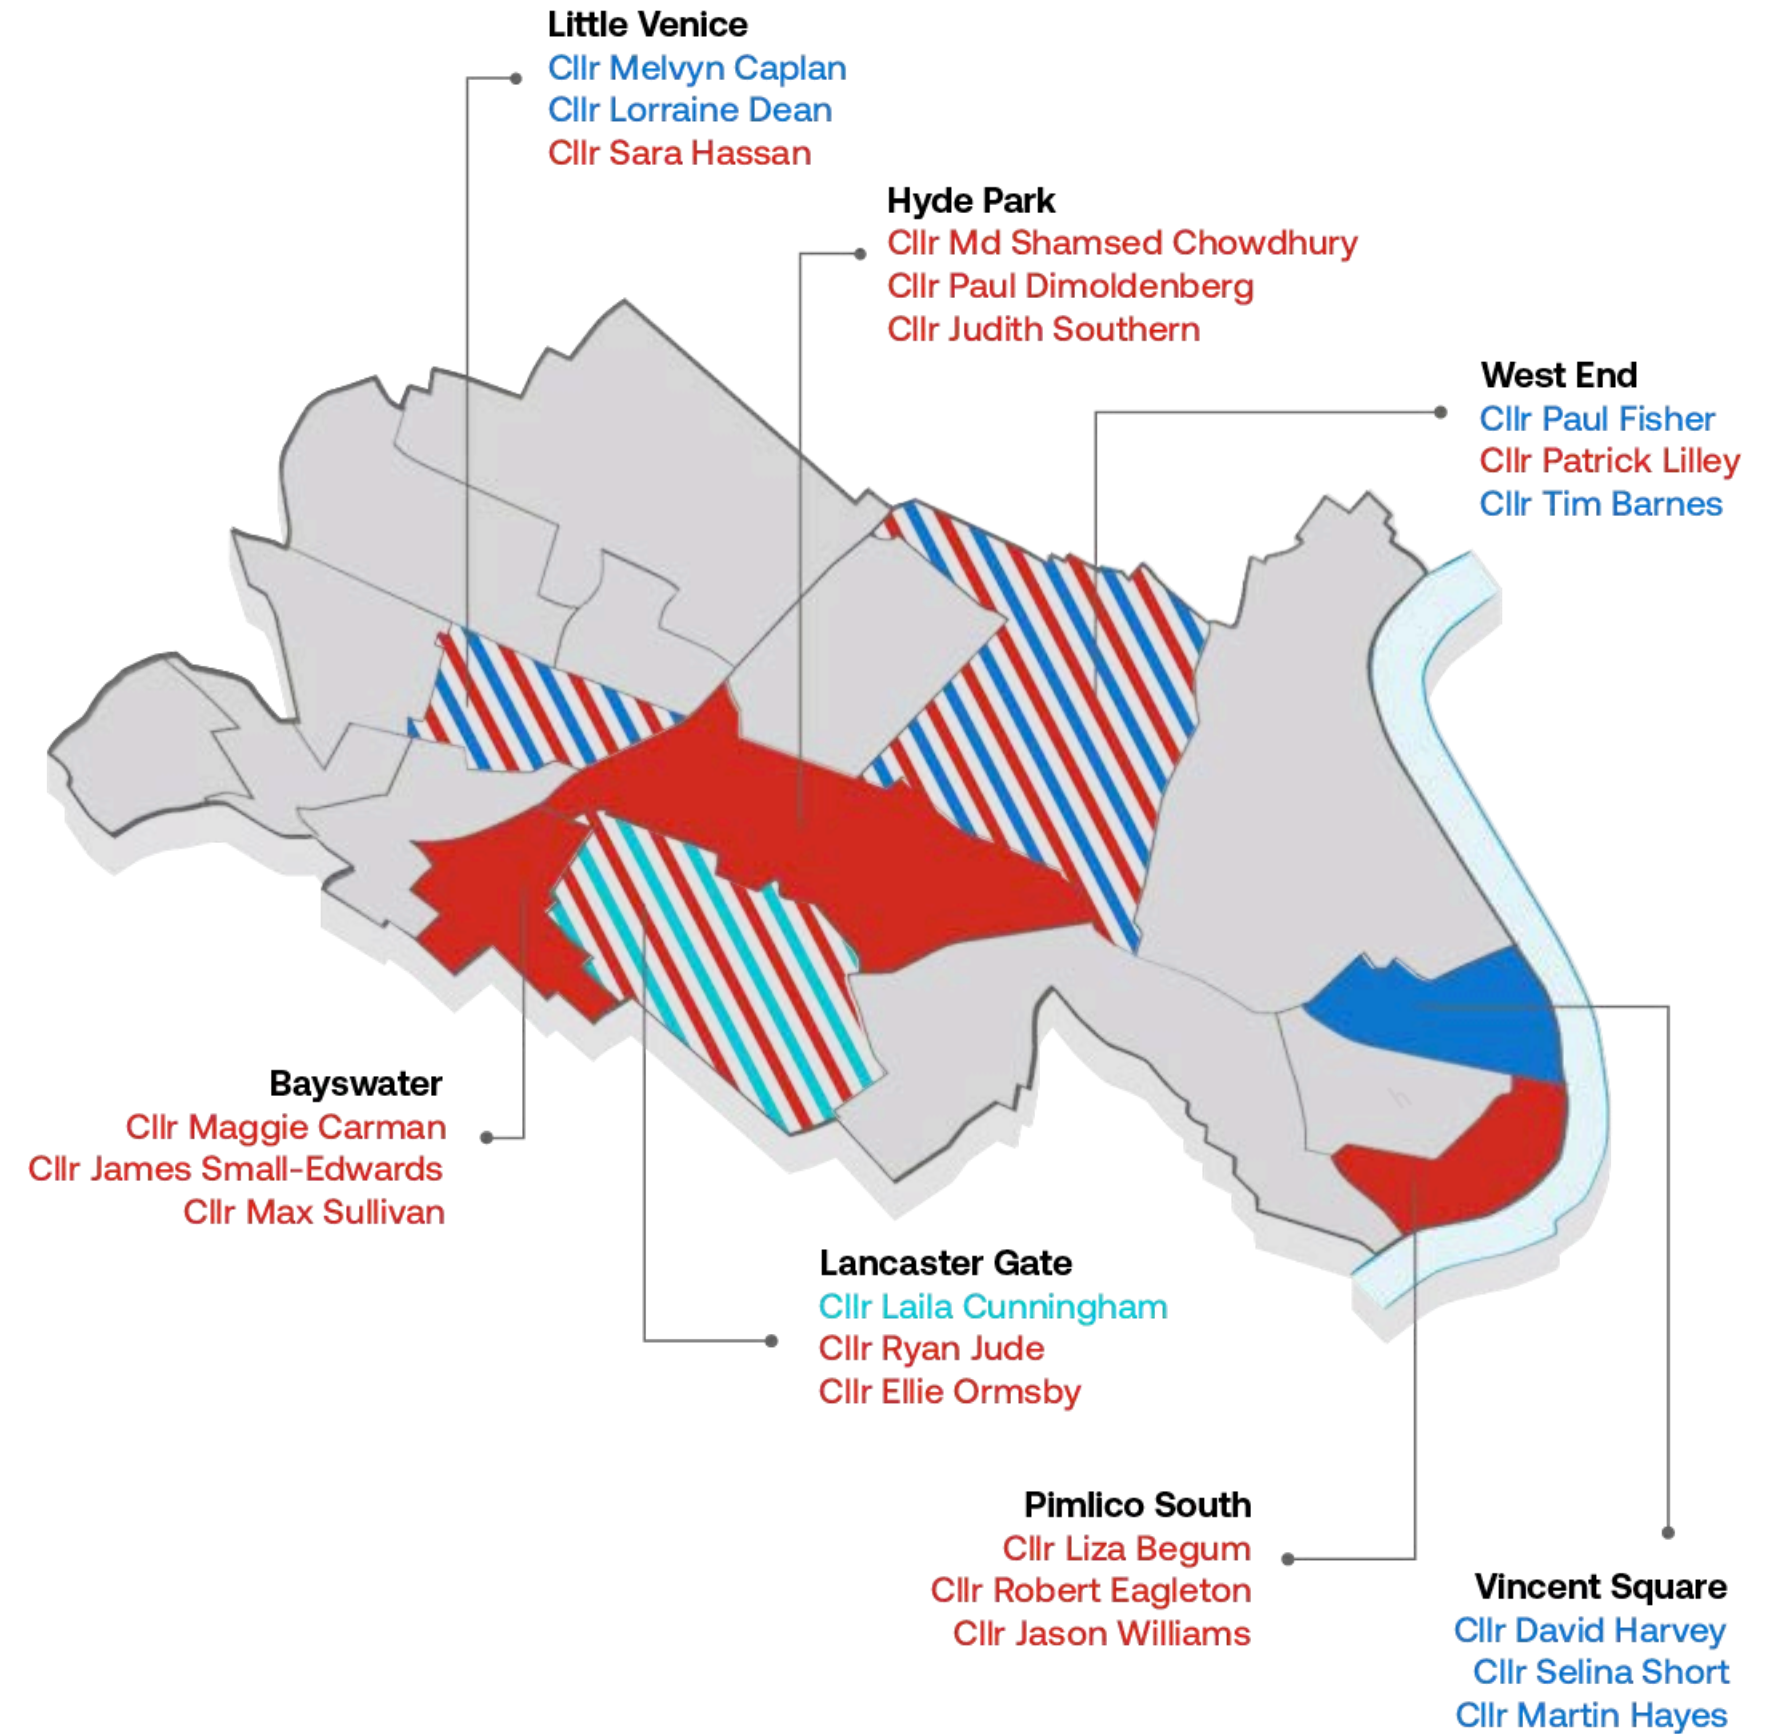 Little Venice
Cllr Melvyn Caplan
Cllr Lorraine Dean
Cllr Sara Hassan
Hyde Park
Cllr Md Shamsed Chowdhury
Cllr Paul Dimoldenberg
Cllr Judith Southern
West End
Cllr Paul Fisher
Cllr Patrick Lilley
Cllr Tim Barnes
Bayswater
Cllr Maggie Carman
Cllr James Small-Edwards
Cllr Max Sullivan
Lancaster Gate
Cllr Laila Cunningham
Cllr Ryan Jude
Cllr Ellie Ormsby
Pimlico South
Cllr Liza Begum
Cllr Robert Eagleton
Cllr Jason Williams
Vincent Square
Cllr David Harvey
Cllr Selina Short
Cllr Martin Hayes